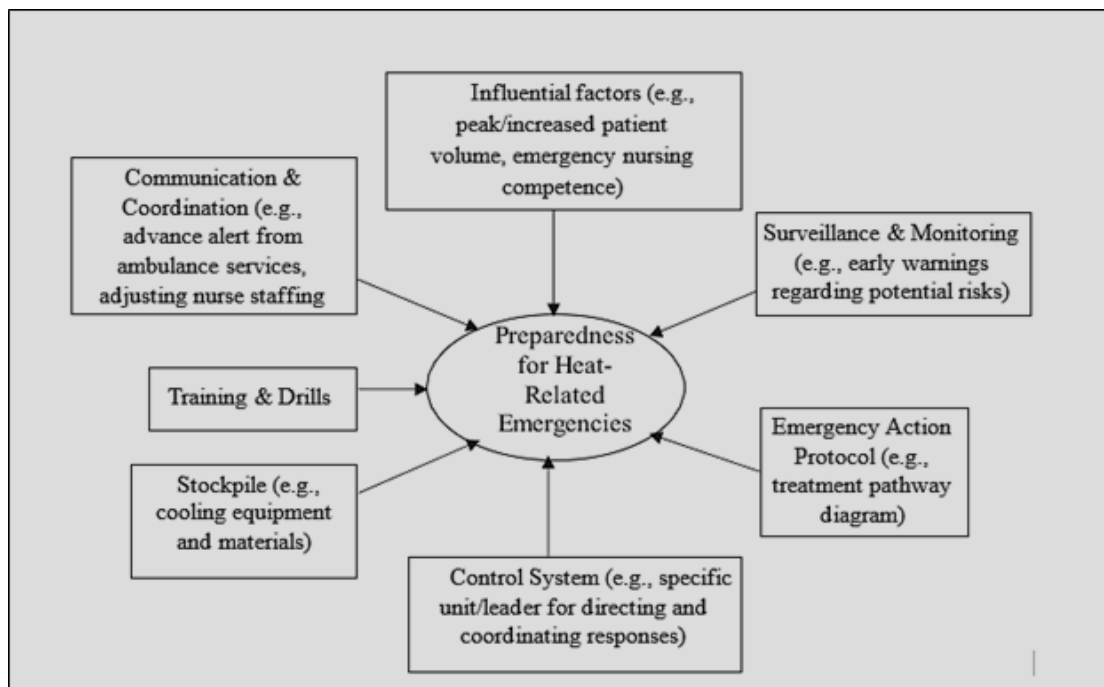 Influential factors (e.g.,
peak/increased patient
volume, emergency nursing
competence)
Communication &
Coordination (e.g.,
advance alert from
ambulance services,
adjusting nurse staffing
Surveillance & Monitoring
(e.g., early warnings
regarding potential risks)
Preparedness
for Heat-
Related
Emergencies
Training & Drills
Emergency Action
Protocol (e.g.,
treatment pathway
diagram)
Stockpile (e.g.,
cooling equipment
and materials)
Control System (e.g., specific
unit/leader for directing and
coordinating responses)